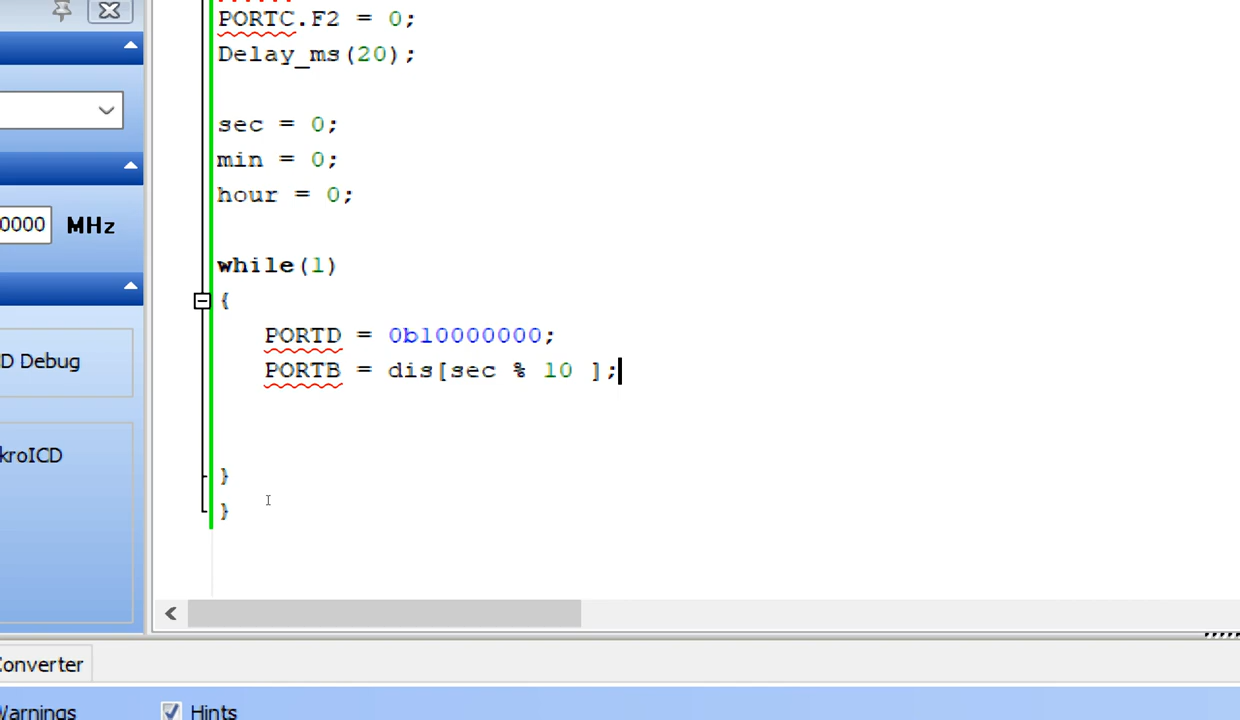 PORTC.F2 = 0;
Delay_ms(20);
sec = 0;
min = 0;
hour = 0;
0000 MHz
while(1)
{
PORTD = 0b10000000;
D Debug
PORTB = dis[sec % 10 ];
kroICD
}
}
Converter
Warnings
Hints